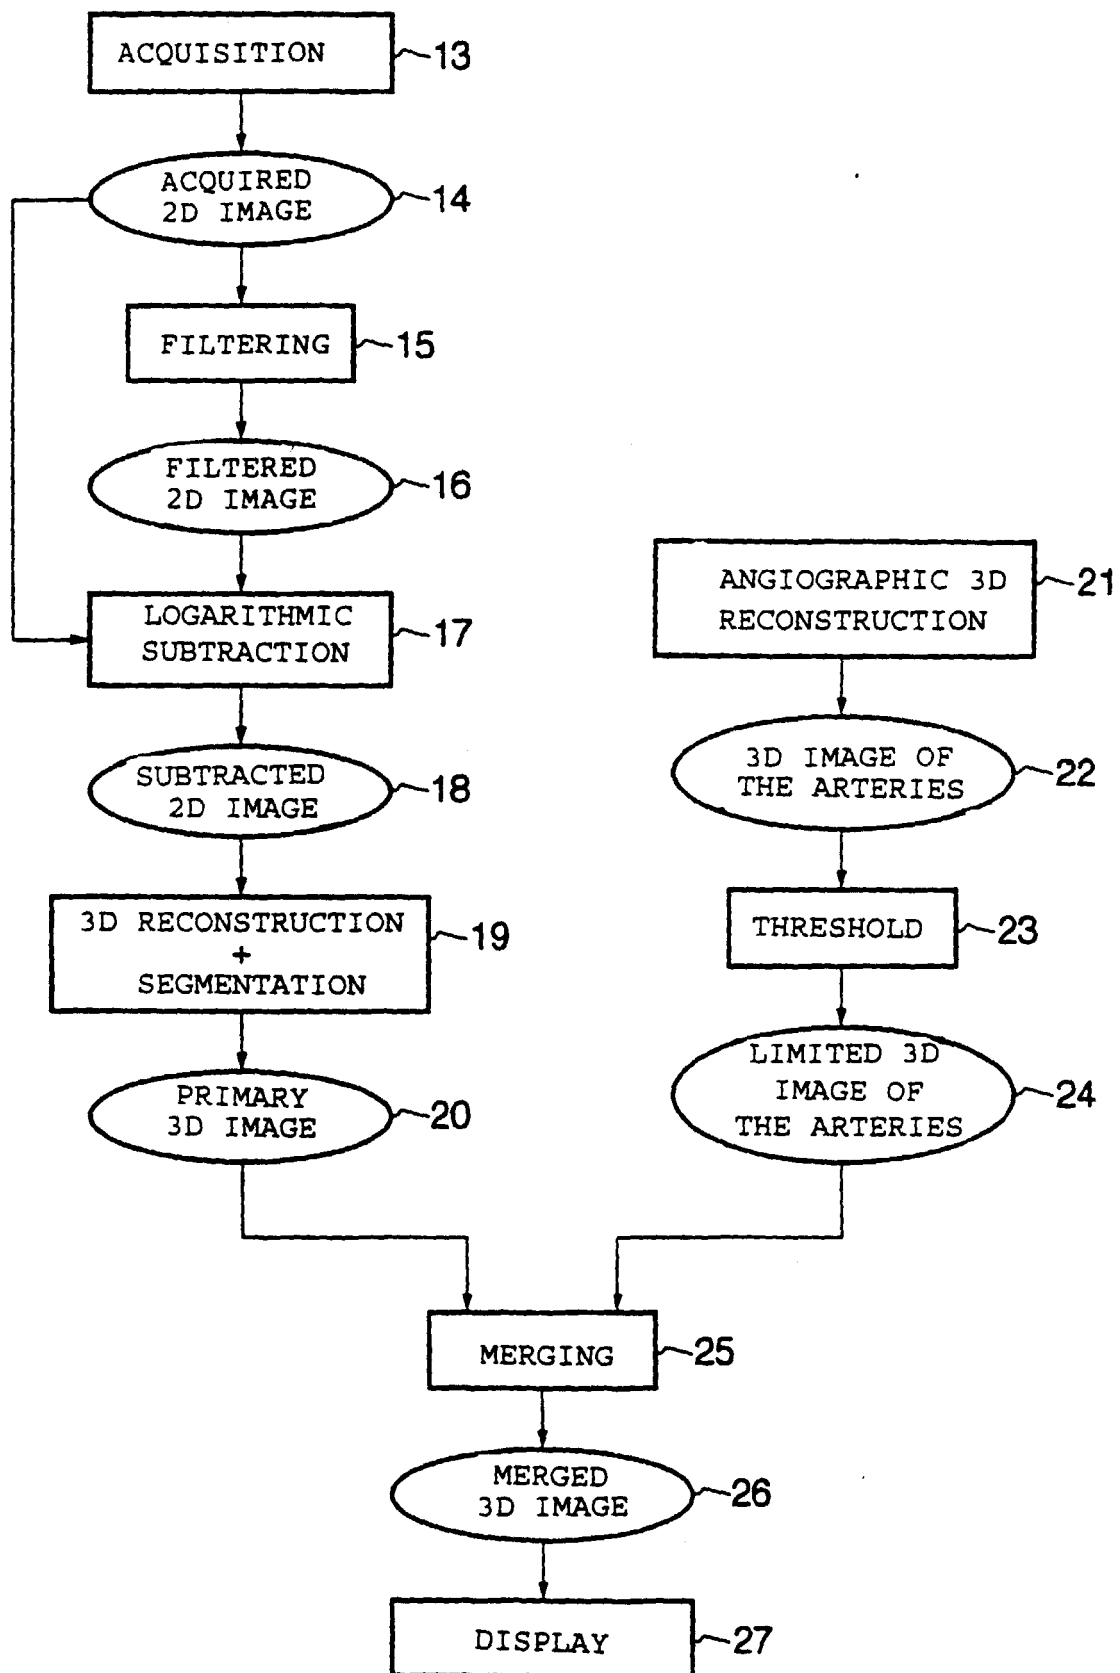 ACQUISITION
13
ACQUIRED
2D IMAGE
14
FILTERING
15
FILTERED
2D IMAGE
16
LOGARITHMIC
SUBTRACTION
17
SUBTRACTED
2D IMAGE
18
3D RECONSTRUCTION
+
SEGMENTATION
19
PRIMARY
3D IMAGE
20
ANGIOGRAPHIC 3D
RECONSTRUCTION
21
3D IMAGE OF
THE ARTERIES
22
THRESHOLD
23
LIMITED 3D
IMAGE OF
THE ARTERIES
24
MERGING
25
MERGED
3D IMAGE
26
DISPLAY
27